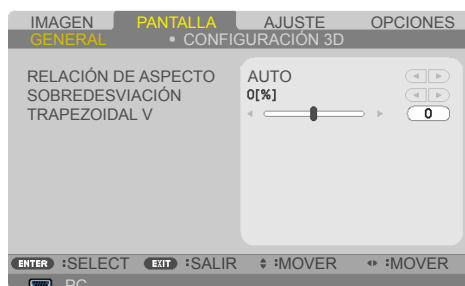 IMAGEN PANTALLA AJUSTE OPCIONES
GENERAL • CONFIGURACIÓN 3D
RELACIÓN DE ASPECTO AUTO
SOBREDESVIACIÓN 0[%]
TRAPEZOIDAL V 0
ENTER :SELECT EXIT :SALIR :MOVER :MOVER
PC